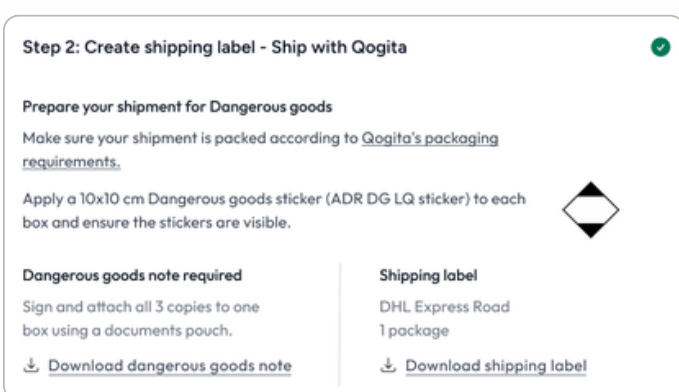 Step 2: Create shipping label - Ship with Qogita
Prepare your shipment for Dangerous goods
Make sure your shipment is packed according to Qogita's packaging
requirements.
Apply a 10x10 cm Dangerous goods sticker (ADR DG LQ sticker) to each
box and ensure the stickers are visible.
Dangerous goods note required
Sign and attach all 3 copies to one
box using a documents pouch.
Download dangerous goods note
Shipping label
DHL Express Road
1 package
Download shipping label